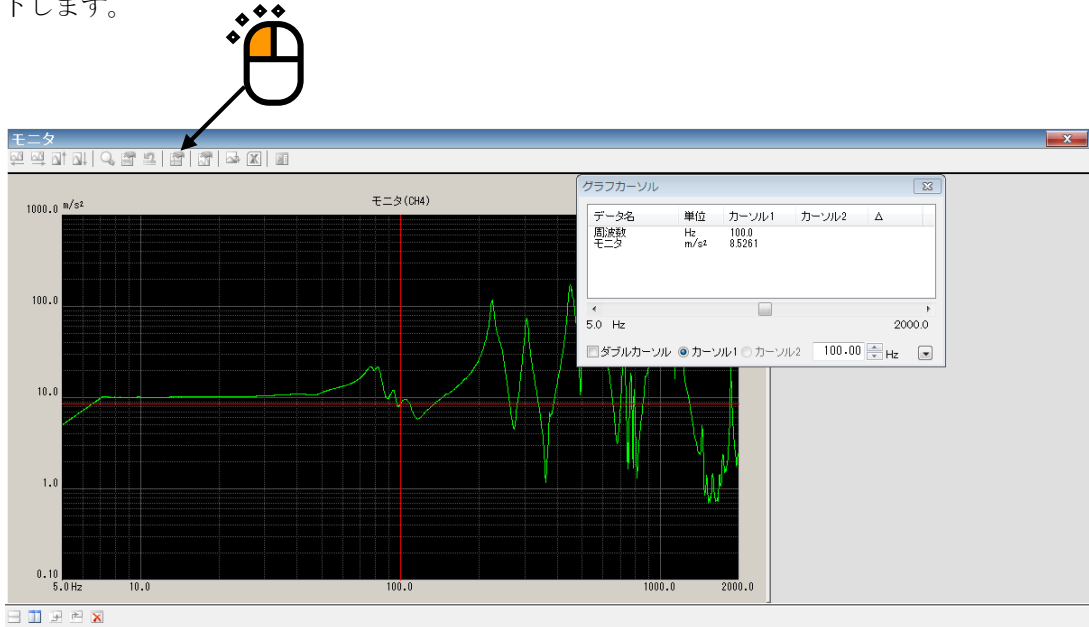 トします。
モニタ
モニタ(CH4)
m/s²
1000.0
100.0
10.0
1.0
0.10
5.0 Hz 10.0 100.0 1000.0 2000.0
グラフカーソル
データ名 単位 カーソル1 カーソル2 Δ
周波数 Hz 100.0
モニタ m/s² 8.5261
5.0 Hz 2000.0
ダブルカーソル カーソル1 カーソル2 100.00 Hz